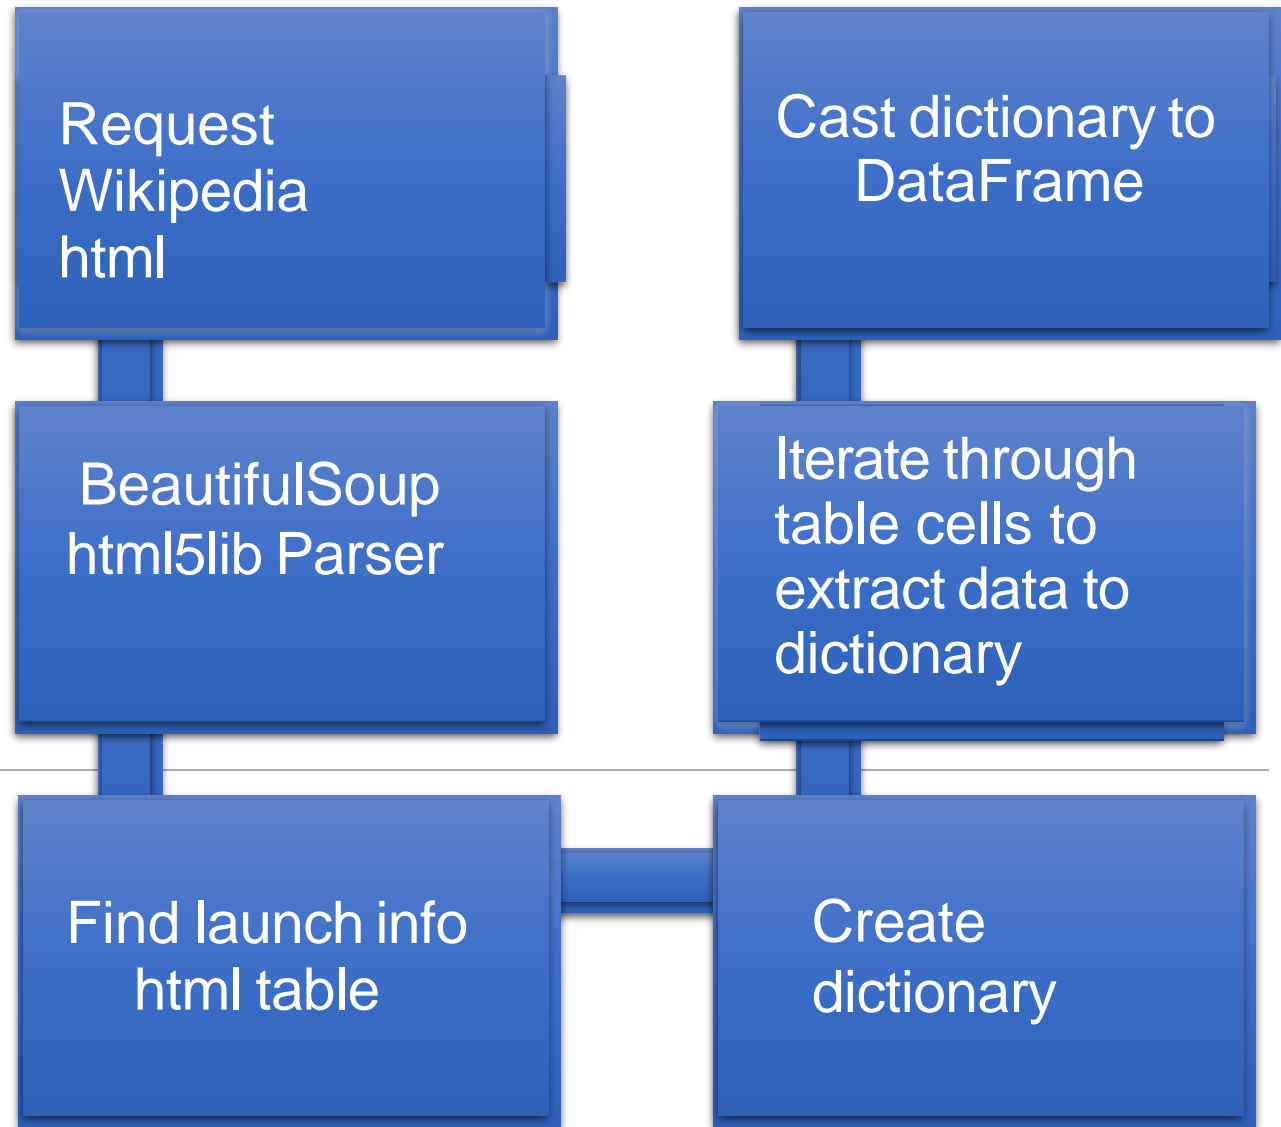 Request
Wikipedia
html
BeautifulSoup
html5lib Parser
Find launch info
html table
Create
dictionary
Iterate through
table cells to
extract data to
dictionary
Cast dictionary to
DataFrame